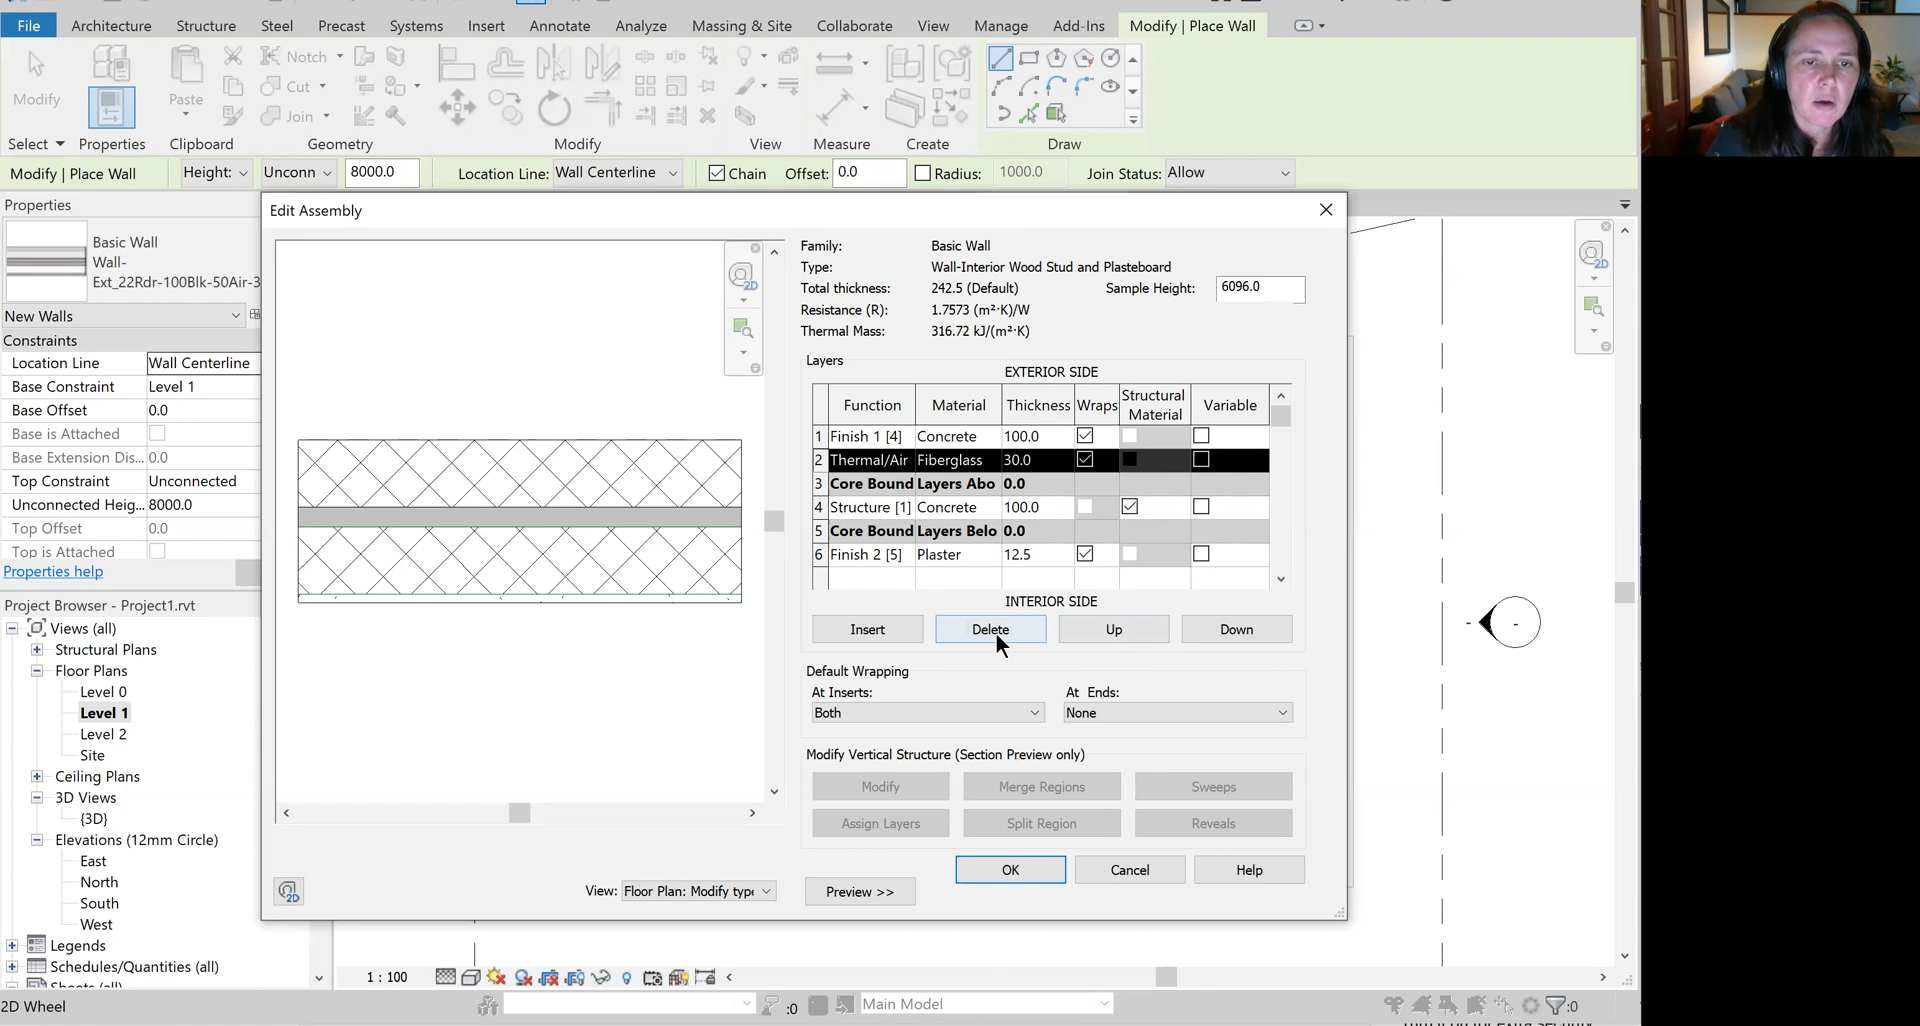 File Architecture Structure Steel Precast Systems Insert Annotate Analyze Massing & Site Collaborate View Manage Add-Ins Modify | Place Wall
Modify Paste Notch Cut Join
Select Properties Clipboard Geometry Modify View Measure Create Draw
Modify | Place Wall Height: Unconn 8000.0 Location Line: Wall Centerline Chain Offset: 0.0 Radius: 1000.0 Join Status: Allow
Properties
Basic Wall
Wall-
Ext_22Rdr-100Blk-50Air-3
New Walls
Constraints
Location Line Wall Centerline
Base Constraint Level 1
Base Offset 0.0
Base is Attached
Base Extension Dis... 0.0
Top Constraint Unconnected
Unconnected Heig... 8000.0
Top Offset 0.0
Top is Attached
Properties help
Project Browser - Project1.rvt
Views (all)
Structural Plans
Floor Plans
Level 0
Level 1
Level 2
Site
Ceiling Plans
3D Views
{3D}
Elevations (12mm Circle)
East
North
South
West
Legends
Schedules/Quantities (all)
2D Wheel
Edit Assembly
2D
Family: Basic Wall
Type: Wall-Interior Wood Stud and Plasteboard
Total thickness: 242.5 (Default) Sample Height: 6096.0
Resistance (R): 1.7573 (m²·K)/W
Thermal Mass: 316.72 kJ/(m²·K)
Layers
EXTERIOR SIDE
Function Material Thickness Wraps Structural Material Variable
1 Finish 1 [4] Concrete 100.0
2 Thermal/Air Fiberglass 30.0
3 Core Bound Layers Abo 0.0
4 Structure [1] Concrete 100.0
5 Core Bound Layers Belo 0.0
6 Finish 2 [5] Plaster 12.5
INTERIOR SIDE
Insert Delete Up Down
Default Wrapping
At Inserts: At Ends:
Both None
Modify Vertical Structure (Section Preview only)
Modify Merge Regions Sweeps
Assign Layers Split Region Reveals
OK Cancel Help
2D View: Floor Plan: Modify type Preview >>
2D
1 : 100
:0 Main Model :0